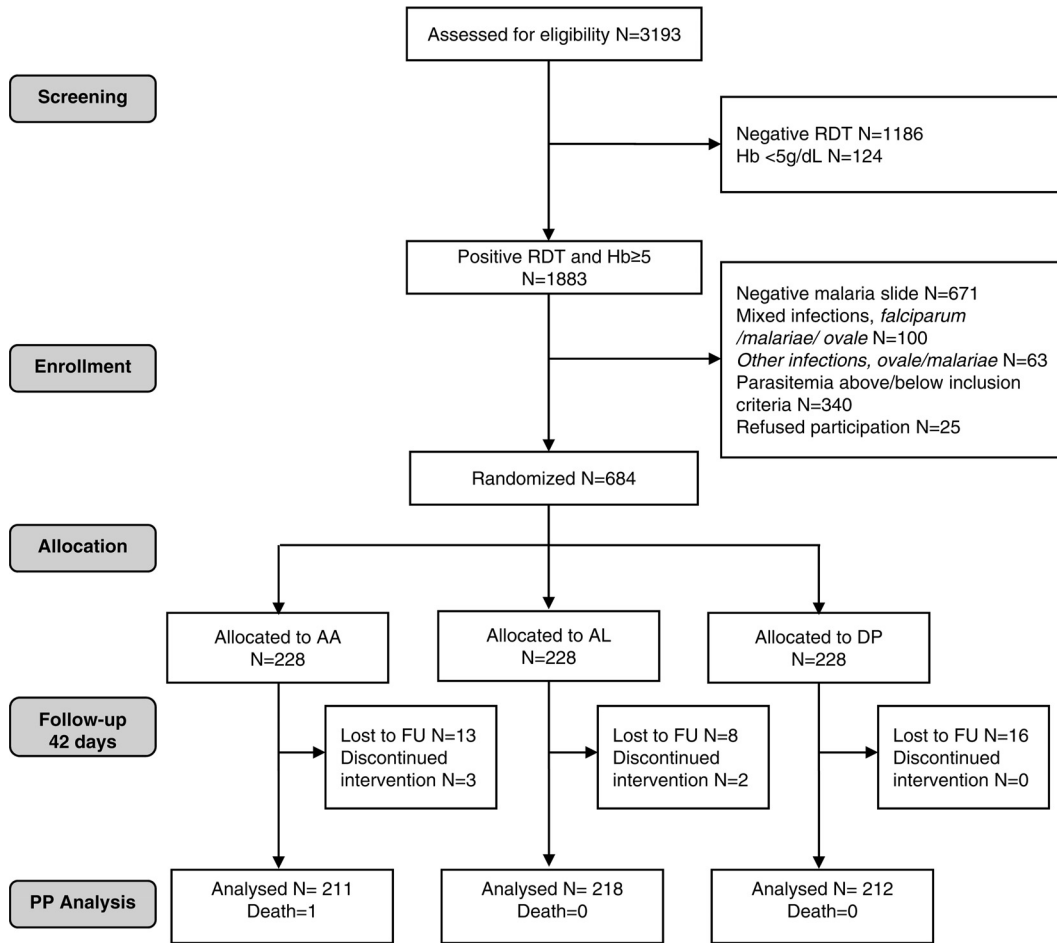 Assessed for eligibility N=3193
Screening
Negative RDT N=1186
Hb <5g/dL N=124
Positive RDT and Hb≥5
N=1883
Enrollment
Negative malaria slide N=671
Mixed infections, falciparum
/malariae/ ovale N=100
Other infections, ovale/malariae N=63
Parasitemia above/below inclusion
criteria N=340
Refused participation N=25
Randomized N=684
Allocation
Allocated to AA
N=228
Allocated to AL
N=228
Allocated to DP
N=228
Follow-up
42 days
Lost to FU N=13
Discontinued
intervention N=3
Lost to FU N=8
Discontinued
intervention N=2
Lost to FU N=16
Discontinued
intervention N=0
PP Analysis
Analysed N= 211
Death=1
Analysed N= 218
Death=0
Analysed N= 212
Death=0